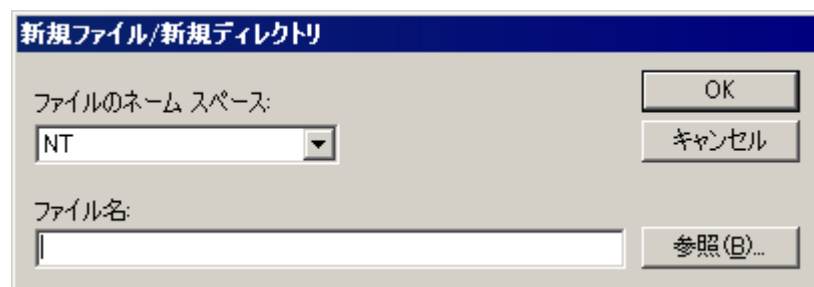 新規ファイル/新規ディレクトリ
ファイルのネーム スペース:
OK
NT
キャンセル
ファイル名:
参照(B)...